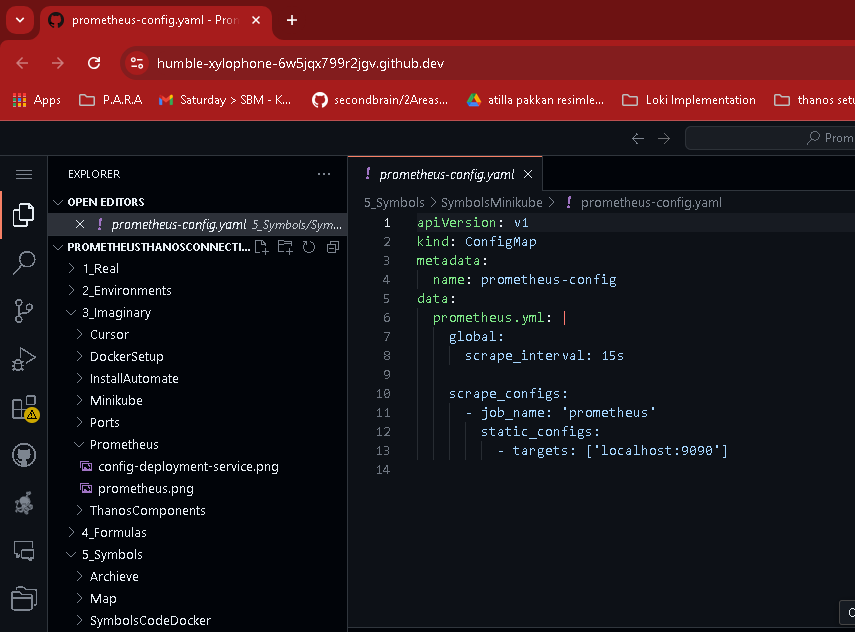 prometheus-config.yaml - Pro
humble-xylophone-6w5jqx799r2jgv.github.dev
Apps P.A.R.A Saturday > SBM - K... secondbrain/2Areas... atilla pakkan resimle... Loki Implementation thanos setu
Prom
EXPLORER
OPEN EDITORS
prometheus-config.yaml 5_Symbols/Sym...
PROMETHEUSTHANOSCONNECTI...
1_Real
2_Environments
3_Imaginary
Cursor
DockerSetup
InstallAutomate
Minikube
Ports
Prometheus
config-deployment-service.png
prometheus.png
ThanosComponents
4_Formulas
5_Symbols
Archieve
Map
SymbolsCodeDocker
prometheus-config.yaml
5_Symbols > SymbolsMinikube > prometheus-config.yaml
1 apiVersion: v1
2 kind: ConfigMap
3 metadata:
4 name: prometheus-config
5 data:
6 prometheus.yml: |
7 global:
8 scrape_interval: 15s
9
10 scrape_configs:
11 - job_name: 'prometheus'
12 static_configs:
13 - targets: ['localhost:9090']
14